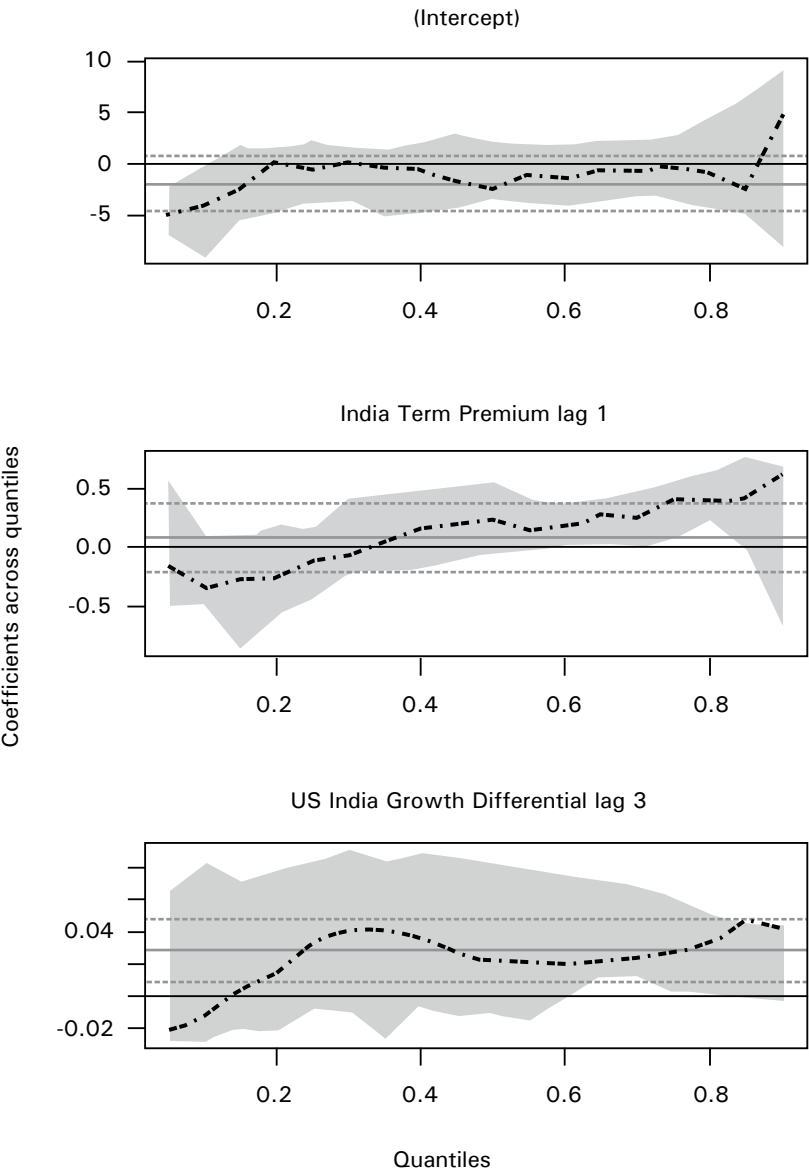 (Intercept)
10
5
0
-5
0.2 0.4 0.6 0.8
India Term Premium lag 1
0.5
0.0
-0.5
0.2 0.4 0.6 0.8
Coefficients across quantiles
US India Growth Differential lag 3
0.04
-0.02
0.2 0.4 0.6 0.8
Quantiles